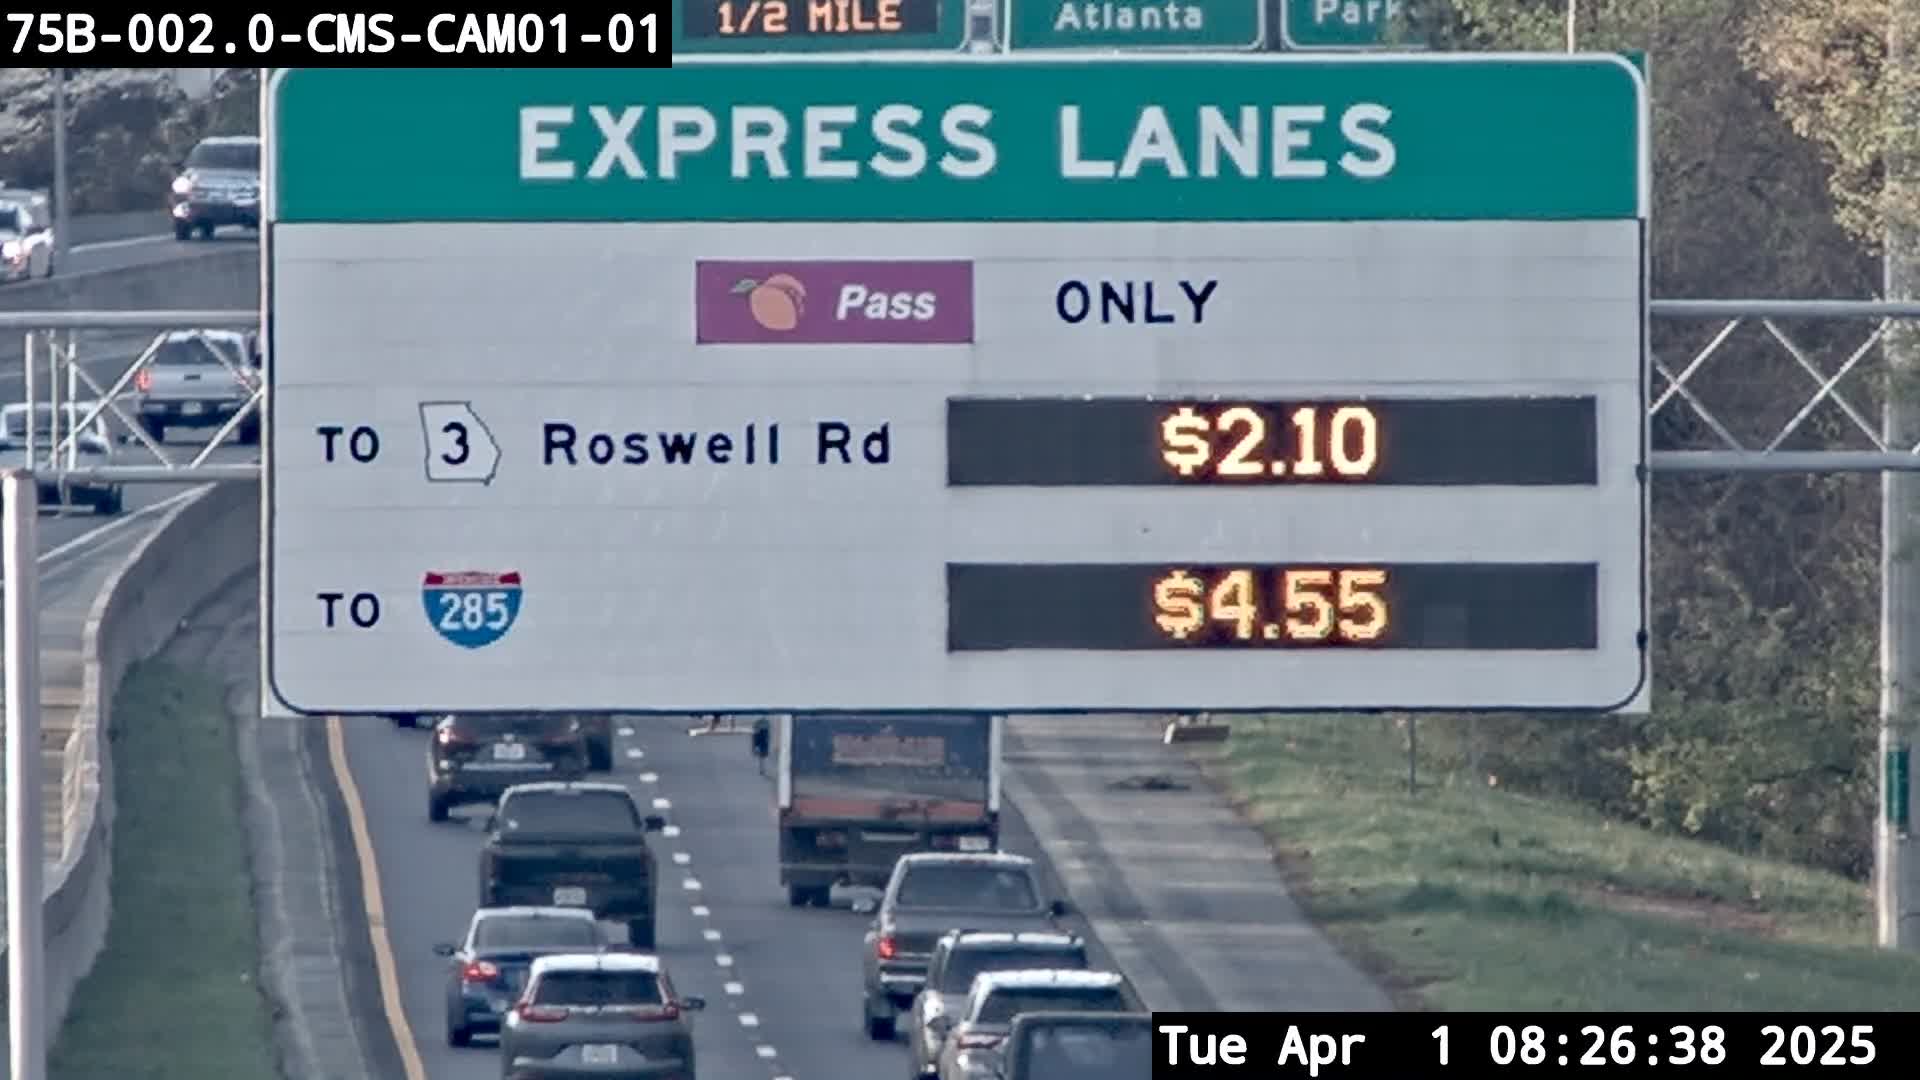 75B-002.0-CMS-CAM01-01
1/2 MILE
Atlanta
Park
EXPRESS LANES
Pass ONLY
TO 3 Roswell Rd $2.10
TO 285 $4.55
Tue Apr 1 08:26:38 2025